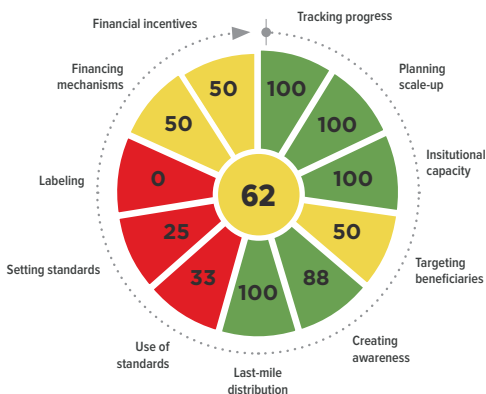 Financial incentives
Tracking progress
Financing
mechanisms
Planning
scale-up
50
100
50
100
Labeling
0
100
Insitutional
capacity
62
25
50
Setting standards
Targeting
beneficiaries
33
88
100
Use of
standards
Creating
awareness
Last-mile
distribution